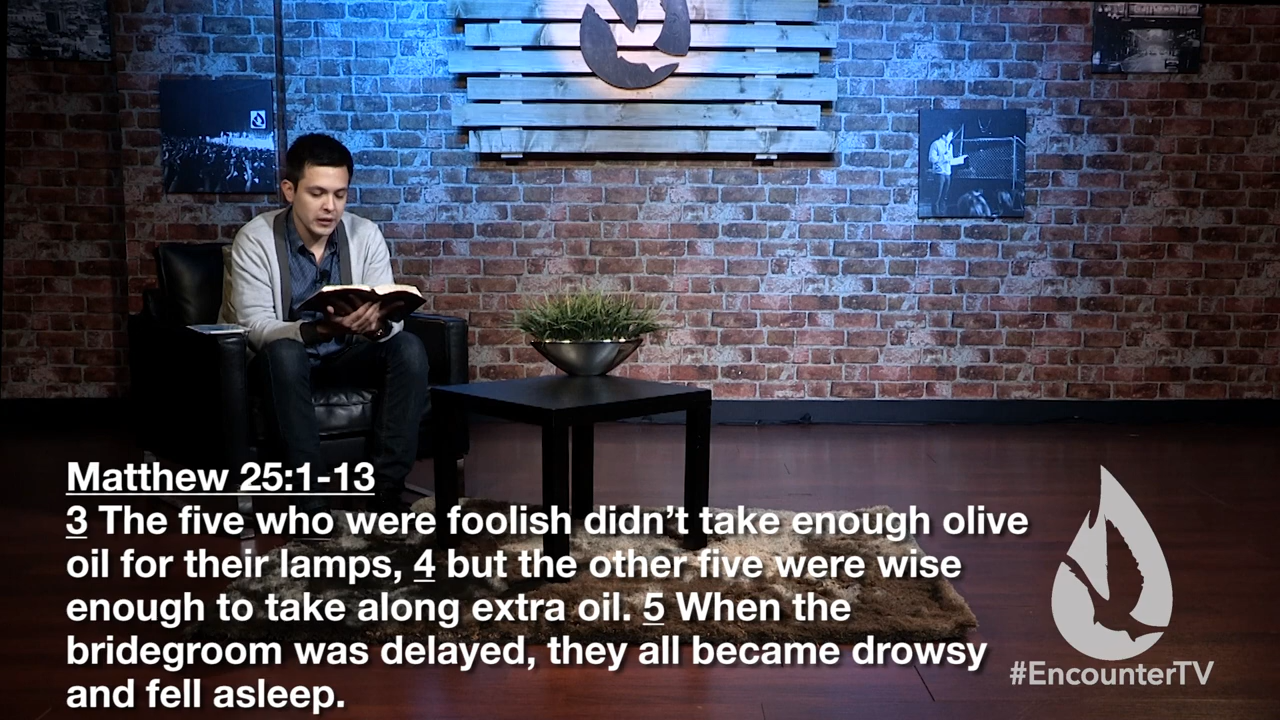 Matthew 25:1-13
3 The five who were foolish didn’t take enough olive
oil for their lamps, 4 but the other five were wise
enough to take along extra oil. 5 When the
bridegroom was delayed, they all became drowsy
and fell asleep.
#EncounterTV